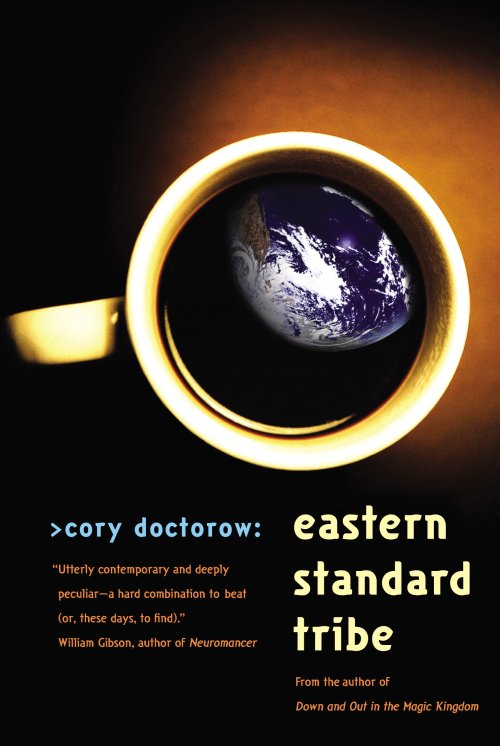 >cory doctorow:
eastern
standard
tribe
“Utterly contemporary and deeply
peculiar—a hard combination to beat
(or, these days, to find).”
William Gibson, author of Neuromancer
From the author of
Down and Out in the Magic Kingdom